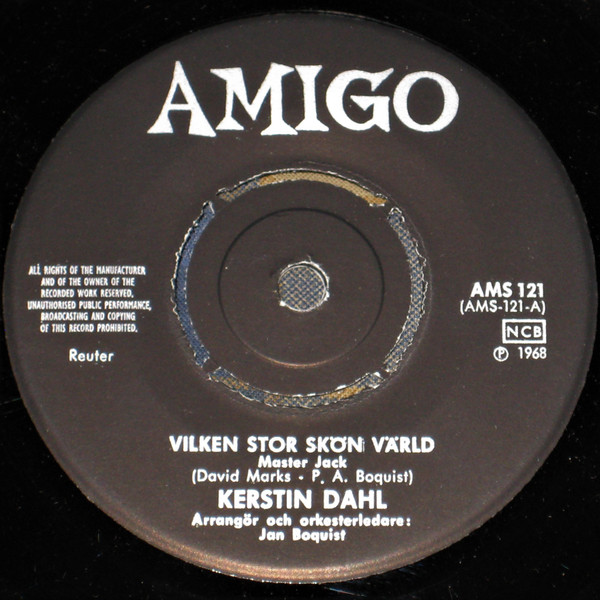 AMIGO
ALL RIGHTS OF THE MANUFACTURER
AND OF THE OWNER OF THE
RECORDED WORK RESERVED.
UNAUTHORISED PUBLIC PERFORMANCE,
BROADCASTING AND COPYING
OF THIS RECORD PROHIBITED.
Reuter
AMS 121
(AMS-121-A)
NCB
℗ 1968
VILKEN STOR SKÖN VÄRLD
Master Jack
(David Marks - P. A. Boquist)
KERSTIN DAHL
Arrangör och orkesterledare:
Jan Boquist